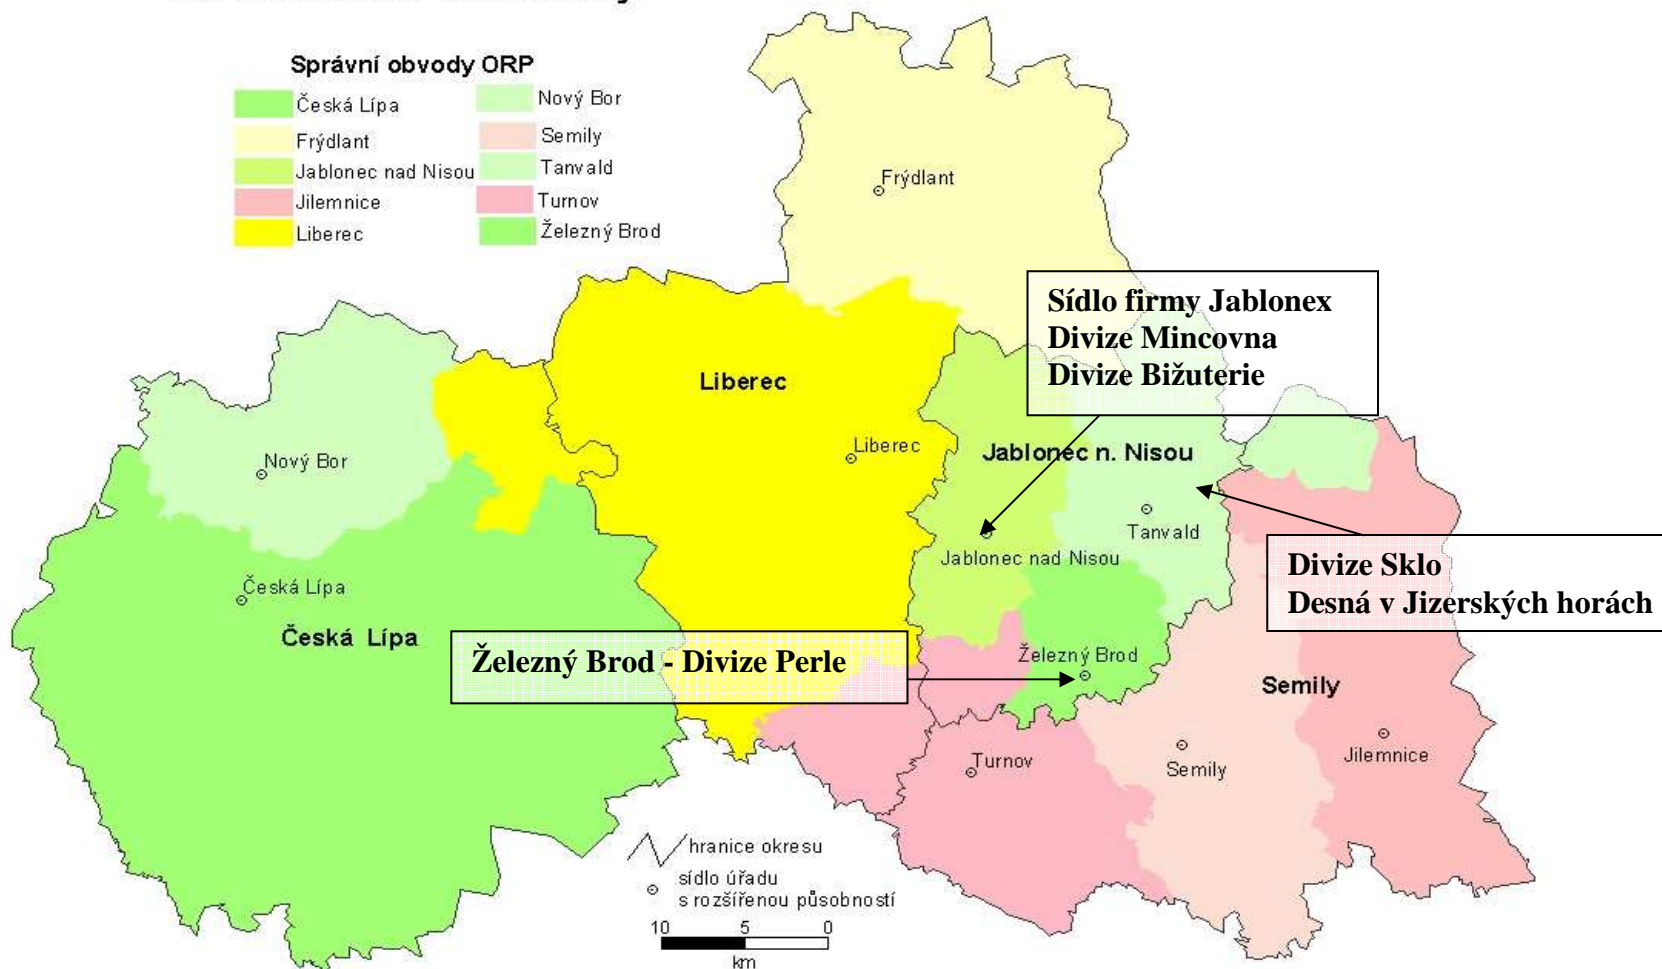 Správní obvody ORP
Česká Lípa
Frýdlant
Jablonec nad Nisou
Jilemnice
Liberec
Nový Bor
Semily
Tanvald
Turnov
Železný Brod
Frýdlant
Sídlo firmy Jablonex
Divize Mincovna
Divize Bižuterie
Liberec
Liberec
Jablonec n. Nisou
Nový Bor
Tanvald
Jablonec nad Nisou
Divize Sklo
Desná v Jizerských horách
Česká Lípa
Česká Lípa
Železný Brod - Divize Perle
Železný Brod
Semily
Turnov
Semily
Jilemnice
hranice okresu
sídlo úřadu
s rozšířenou působností
10 5 0
km